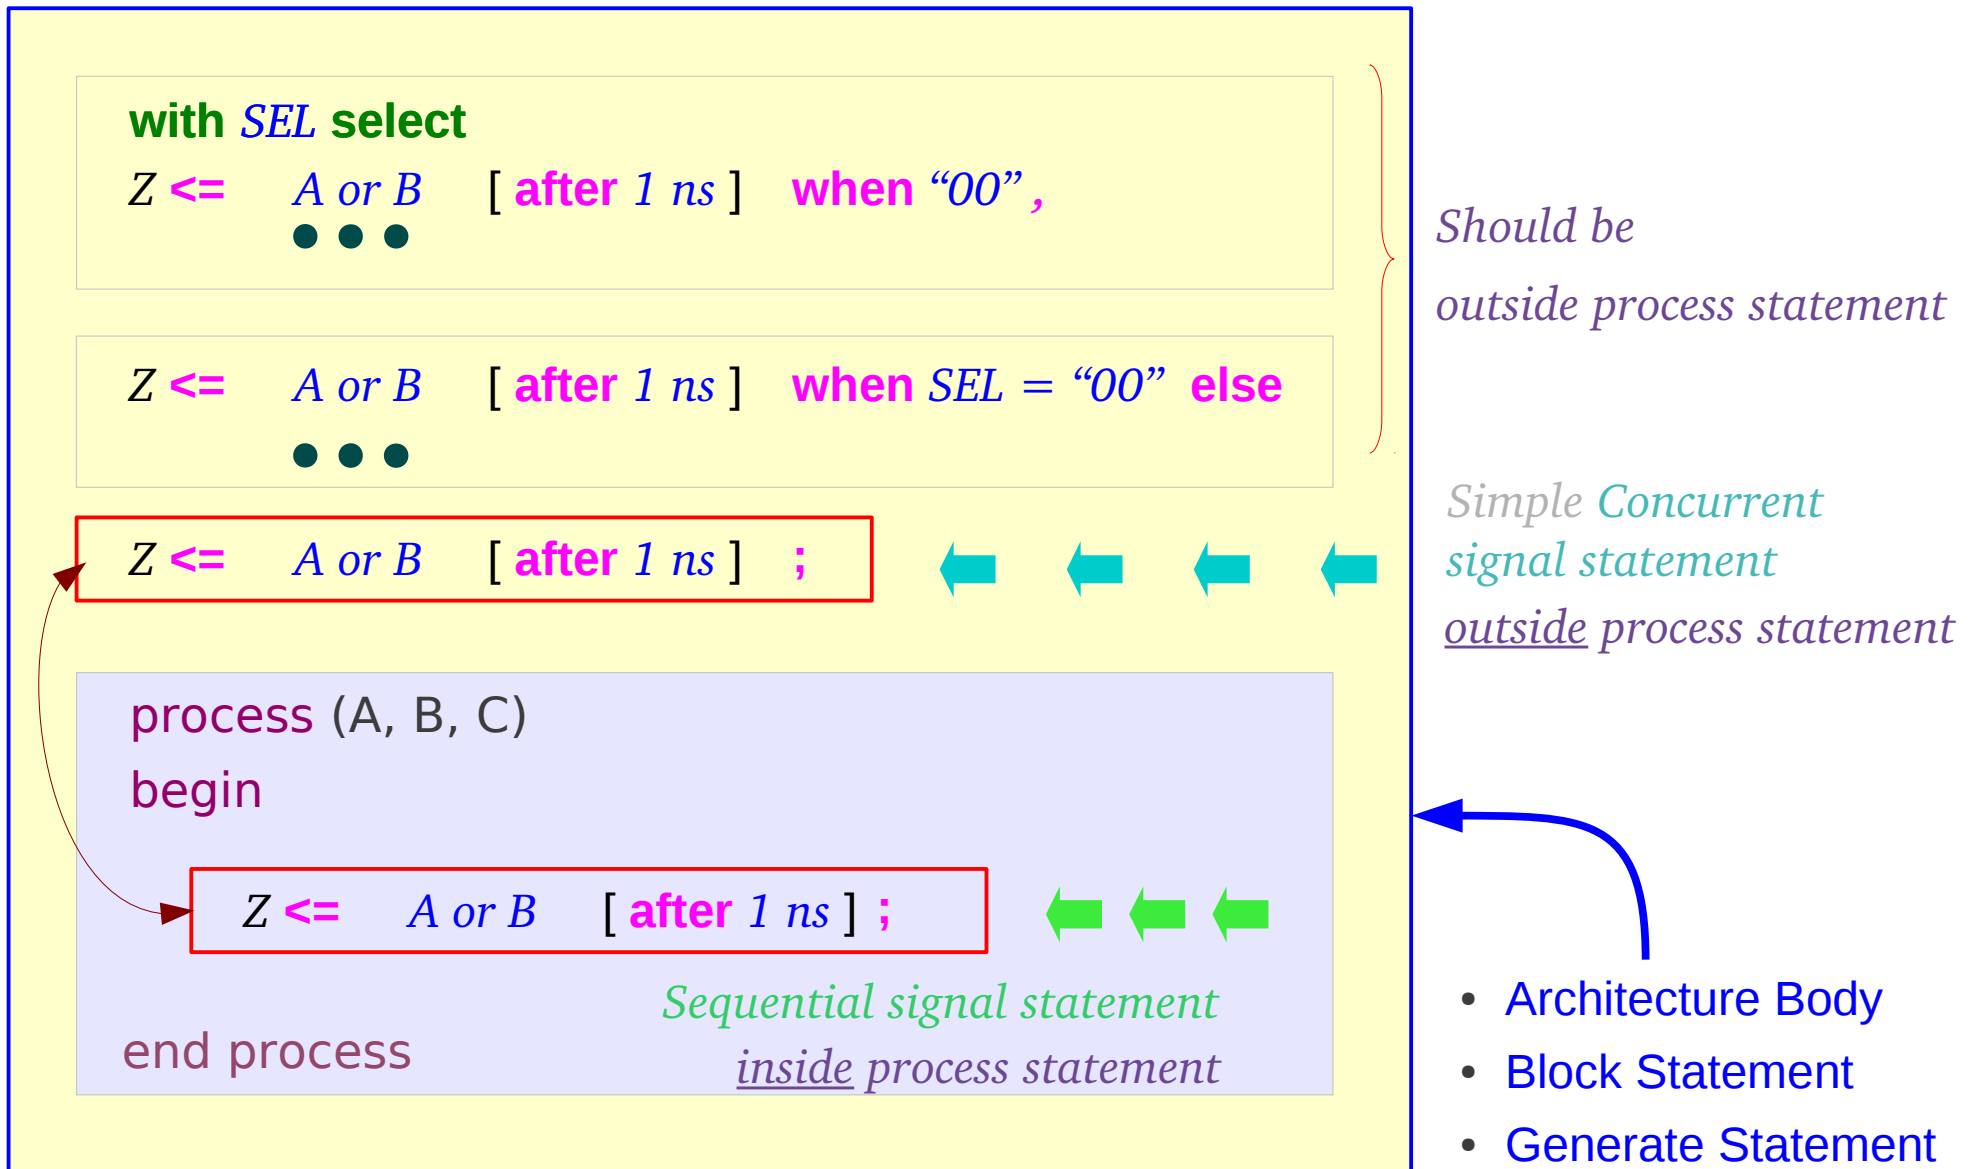 with SEL select
Z <= A or B [ after 1 ns ] when “00” ,
Z <= A or B [ after 1 ns ] when SEL = “00” else
Should be
outside process statement
Z <= A or B [ after 1 ns ] ;
Simple Concurrent
signal statement
outside process statement
process (A, B, C)
begin
Z <= A or B [ after 1 ns ] ;
Sequential signal statement
inside process statement
end process
• Architecture Body
• Block Statement
• Generate Statement